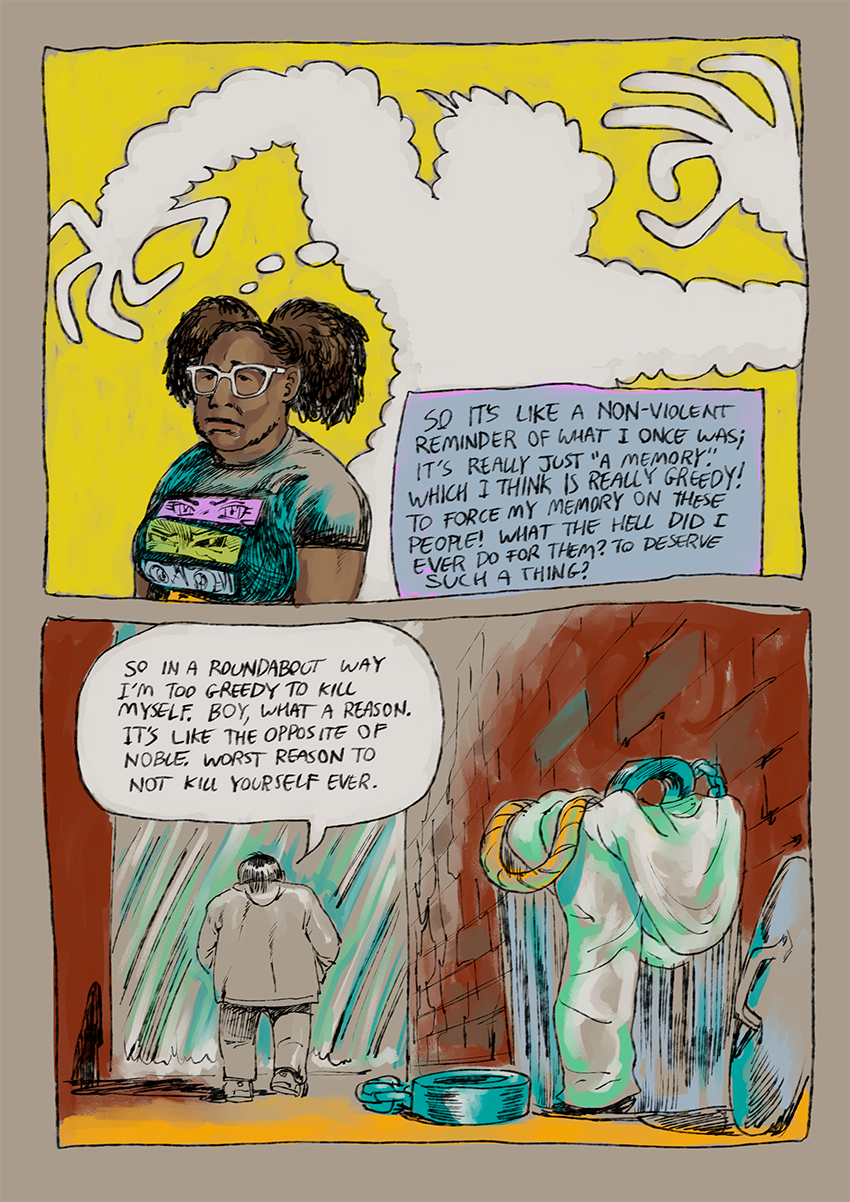 SO IT'S LIKE A NON-VIOLENT
REMINDER OF WHAT I ONCE WAS;
IT'S REALLY JUST "A MEMORY."
WHICH I THINK IS REALLY GREEDY!
TO FORCE MY MEMORY ON THESE
PEOPLE! WHAT THE HELL DID I
EVER DO FOR THEM? TO DESERVE
SUCH A THING?
SO IN A ROUNDABOUT WAY
I'M TOO GREEDY TO KILL
MYSELF. BOY, WHAT A REASON.
IT'S LIKE THE OPPOSITE OF
NOBLE. WORST REASON TO
NOT KILL YOURSELF EVER.